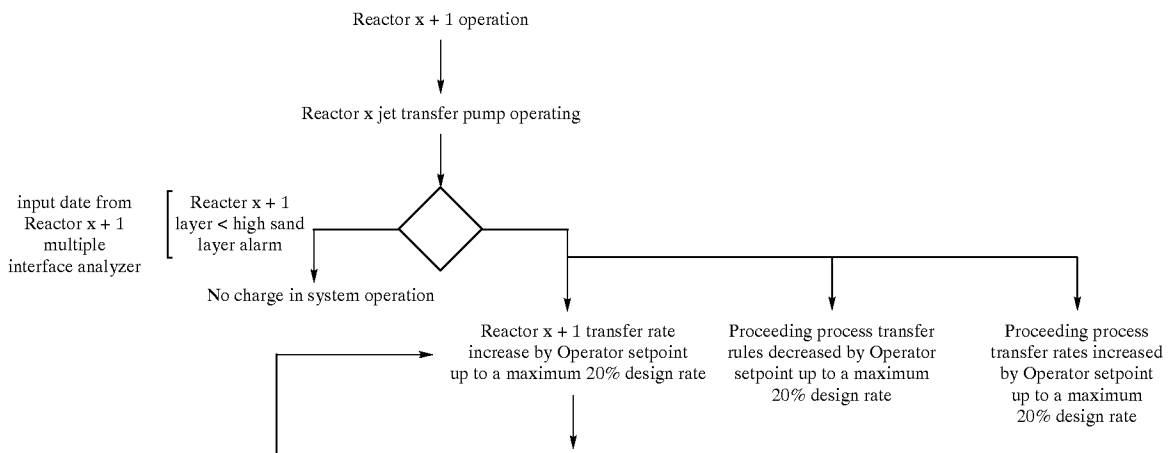 Reactor x + 1 operation
Reactor x jet transfer pump operating
input date from
Reactor x + 1
multiple
interface analyzer
Reacter x + 1
layer < high sand
layer alarm
No charge in system operation
Reactor x + 1 transfer rate
increase by Operator setpoint
up to a maximum 20% design rate
Proceeding process transfer
rules decreased by Operator
setpoint up to a maximum
20% design rate
Proceeding process
transfer rates increased
by Operator setpoint
up to a maximum
20% design rate